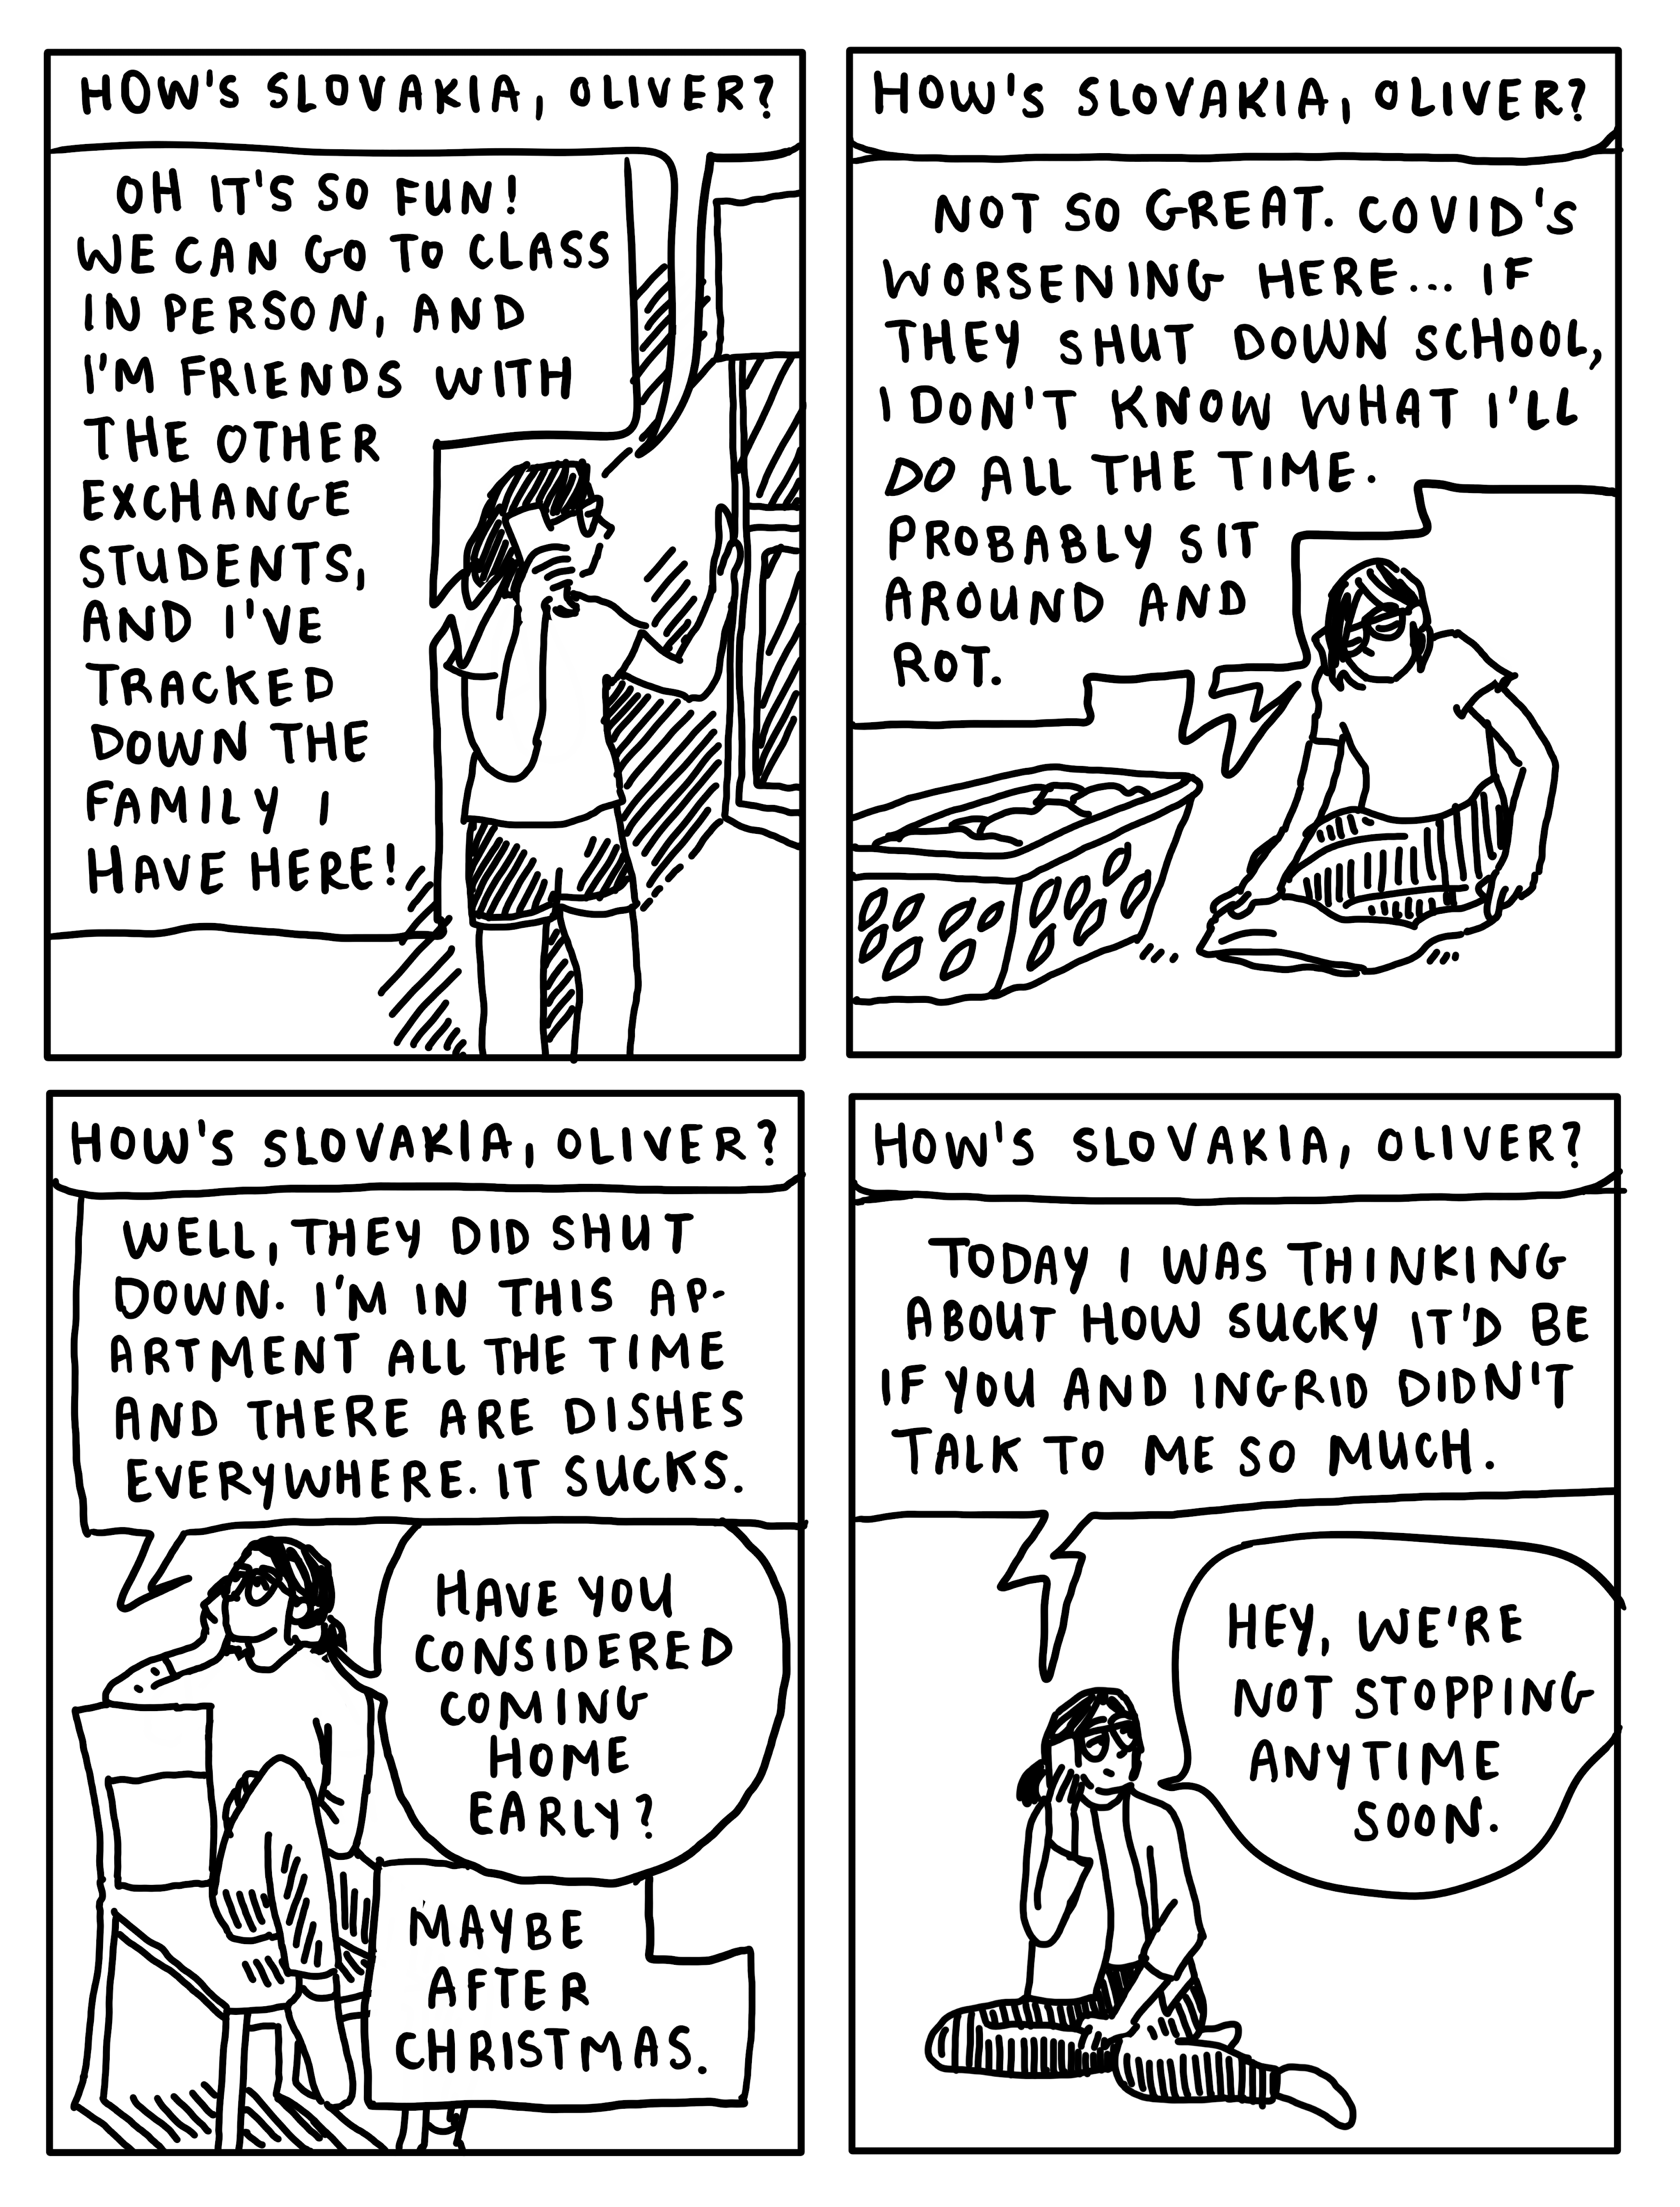 HOW'S SLOVAKIA, OLIVER?
OH IT'S SO FUN!
WE CAN GO TO CLASS
IN PERSON, AND
I'M FRIENDS WITH
THE OTHER
EXCHANGE
STUDENTS,
AND I'VE
TRACKED
DOWN THE
FAMILY I
HAVE HERE!
HOW'S SLOVAKIA, OLIVER?
NOT SO GREAT. COVID'S
WORSENING HERE... IF
THEY SHUT DOWN SCHOOL,
I DON'T KNOW WHAT I'LL
DO ALL THE TIME.
PROBABLY SIT
AROUND AND
ROT.
HOW'S SLOVAKIA, OLIVER?
WELL, THEY DID SHUT
DOWN. I'M IN THIS AP-
ARTMENT ALL THE TIME
AND THERE ARE DISHES
EVERYWHERE. IT SUCKS.
HAVE YOU
CONSIDERED
COMING
HOME
EARLY?
MAYBE
AFTER
CHRISTMAS.
HOW'S SLOVAKIA, OLIVER?
TODAY I WAS THINKING
ABOUT HOW SUCKY IT'D BE
IF YOU AND INGRID DIDN'T
TALK TO ME SO MUCH.
HEY, WE'RE
NOT STOPPING
ANYTIME
SOON.